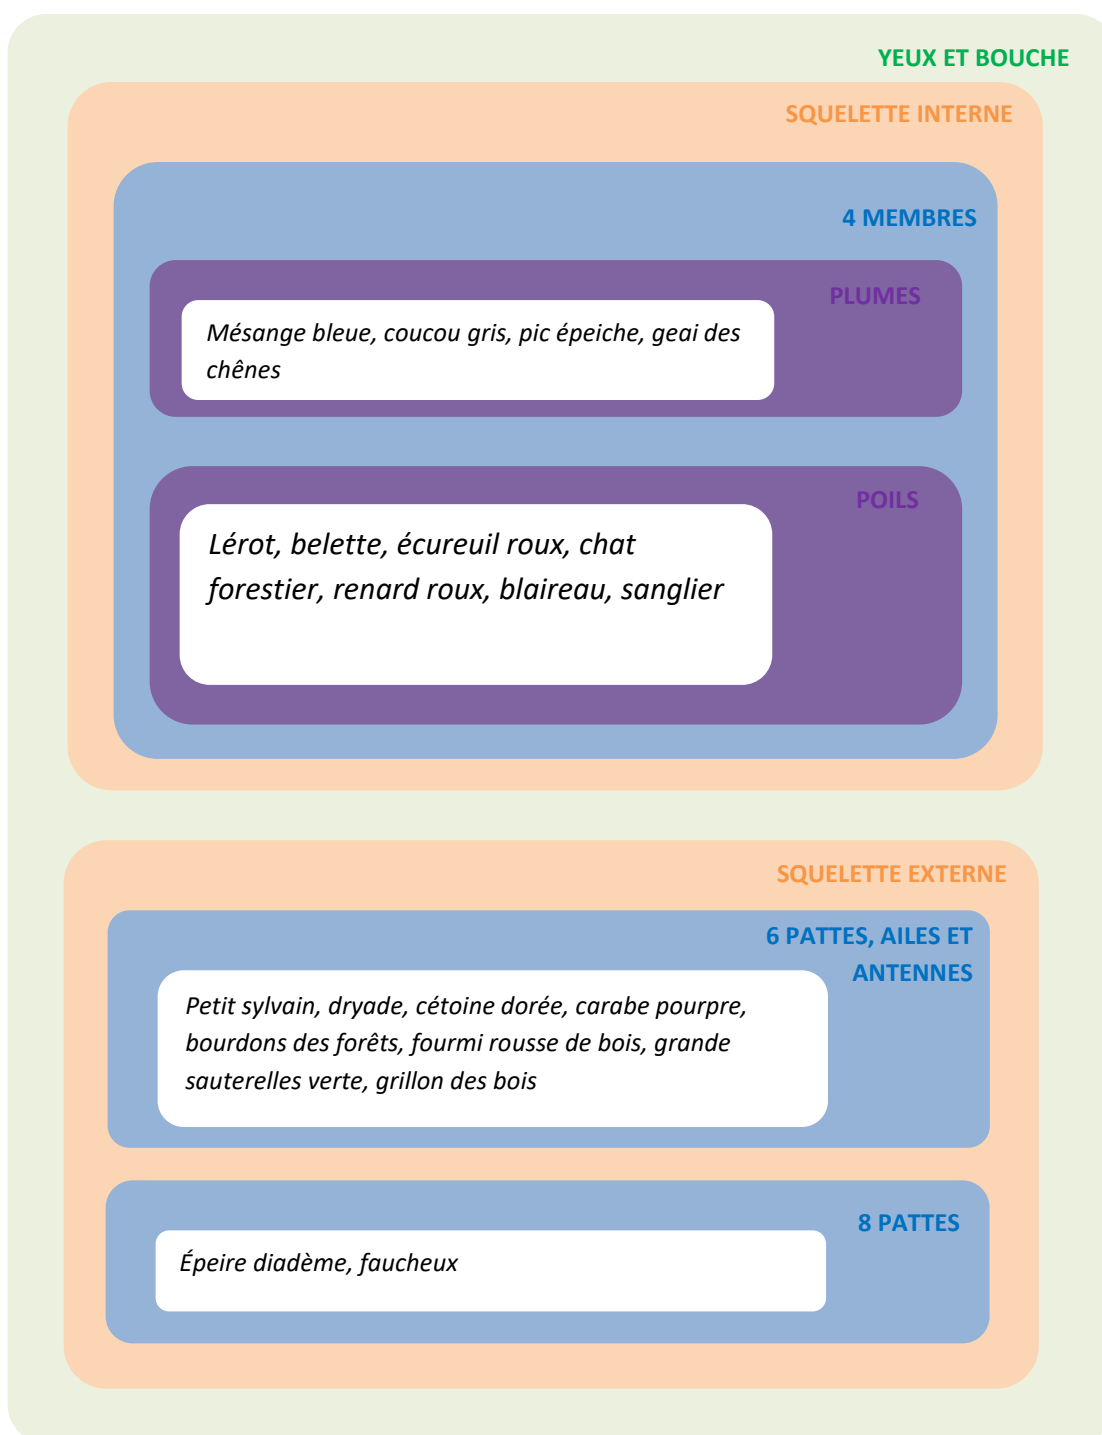 YEUX ET BOUCHE
SQUELETTE INTERNE
4 MEMBRES
PLUMES
Mésange bleue, coucou gris, pic épeiche, geai des
chênes
POILS
Lérot, belette, écureuil roux, chat
forestier, renard roux, blaireau, sanglier
SQUELETTE EXTERNE
6 PATTES, AILES ET
ANTENNES
Petit sylvain, dryade, cétoine dorée, carabe pourpre,
bourdons des forêts, fourmi rousse de bois, grande
sauterelles verte, grillon des bois
8 PATTES
Épeire diadème, faucheux